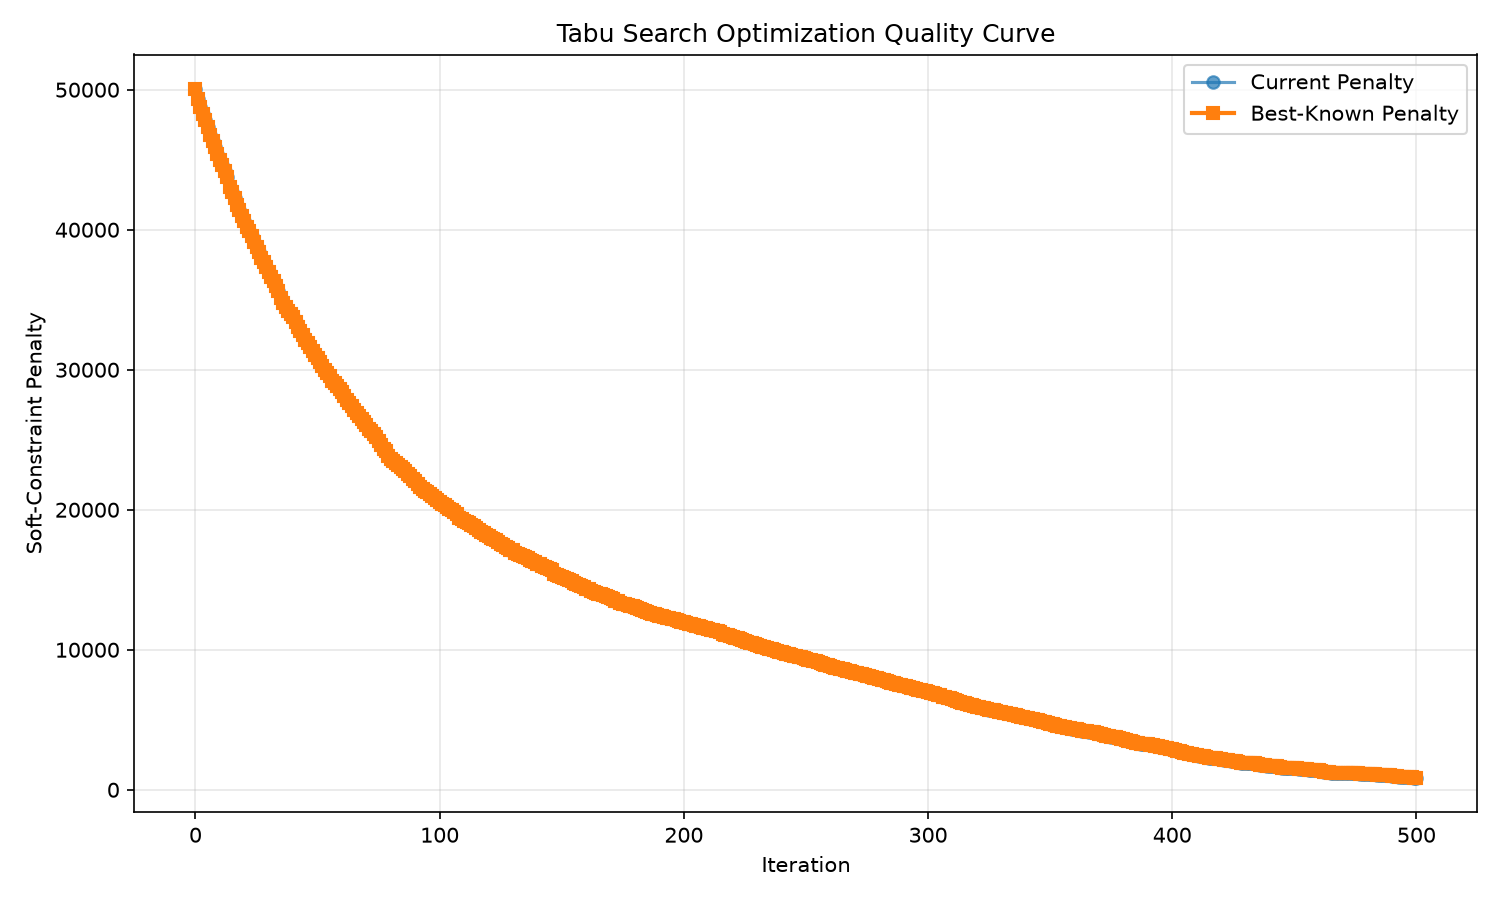 Tabu Search Optimization Quality Curve
Current Penalty
Best-Known Penalty
Soft-Constraint Penalty
50000
40000
30000
20000
10000
0
0 100 200 300 400 500
Iteration